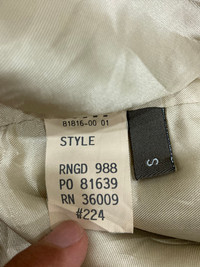 81816-00 01
STYLE
RNGD 988
PO 81639
RN 36009
#224
S